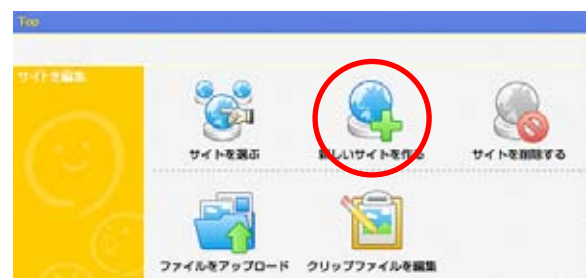 Top
サイトを編集
サイトを選ぶ
新しいサイトを作る
サイトを削除する
ファイルをアップロード
クリップファイルを編集